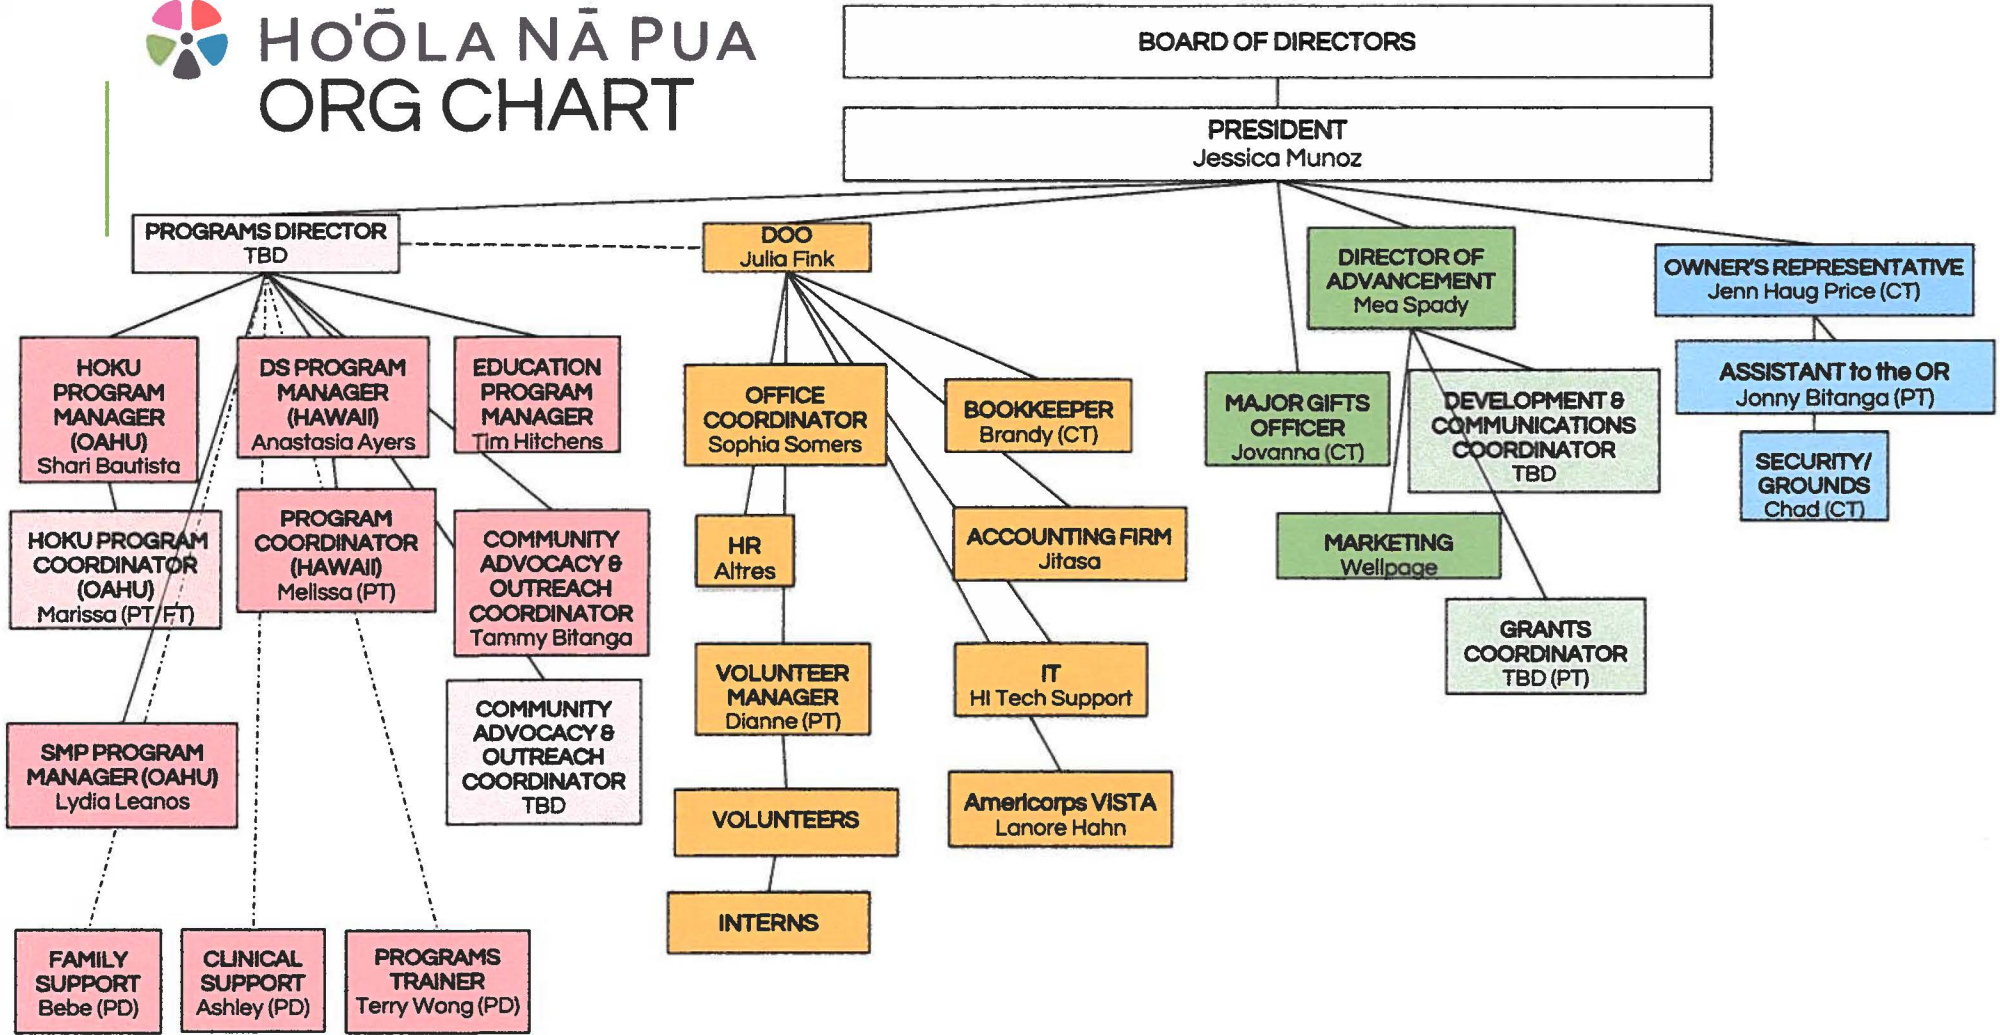 HO'ŌLA NĀ PUA
ORG CHART
BOARD OF DIRECTORS
PRESIDENT
Jessica Munoz
PROGRAMS DIRECTOR
TBD
DOO
Julia Fink
DIRECTOR OF
ADVANCEMENT
Mea Spady
OWNER'S REPRESENTATIVE
Jenn Haug Price (CT)
HOKU
PROGRAM
MANAGER
(OAHU)
Shari Bautista
DS PROGRAM
MANAGER
(HAWAII)
Anastasia Ayers
EDUCATION
PROGRAM
MANAGER
Tim Hitchens
OFFICE
COORDINATOR
Sophia Somers
BOOKKEEPER
Brandy (CT)
MAJOR GIFTS
OFFICER
Jovanna (CT)
DEVELOPMENT &
COMMUNICATIONS
COORDINATOR
TBD
ASSISTANT to the OR
Jonny Bitanga (PT)
SECURITY/
GROUNDS
Chad (CT)
HOKU PROGRAM
COORDINATOR
(OAHU)
Marissa (PT/FT)
PROGRAM
COORDINATOR
(HAWAII)
Melissa (PT)
COMMUNITY
ADVOCACY &
OUTREACH
COORDINATOR
Tammy Bitanga
HR
Altres
ACCOUNTING FIRM
Jitasa
MARKETING
Wellpage
GRANTS
COORDINATOR
TBD (PT)
VOLUNTEER
MANAGER
Dianne (PT)
IT
HI Tech Support
SMP PROGRAM
MANAGER (OAHU)
Lydia Leanos
COMMUNITY
ADVOCACY &
OUTREACH
COORDINATOR
TBD
VOLUNTEERS
Americorps VISTA
Lanore Hahn
INTERNS
FAMILY
SUPPORT
Bebe (PD)
CLINICAL
SUPPORT
Ashley (PD)
PROGRAMS
TRAINER
Terry Wong (PD)